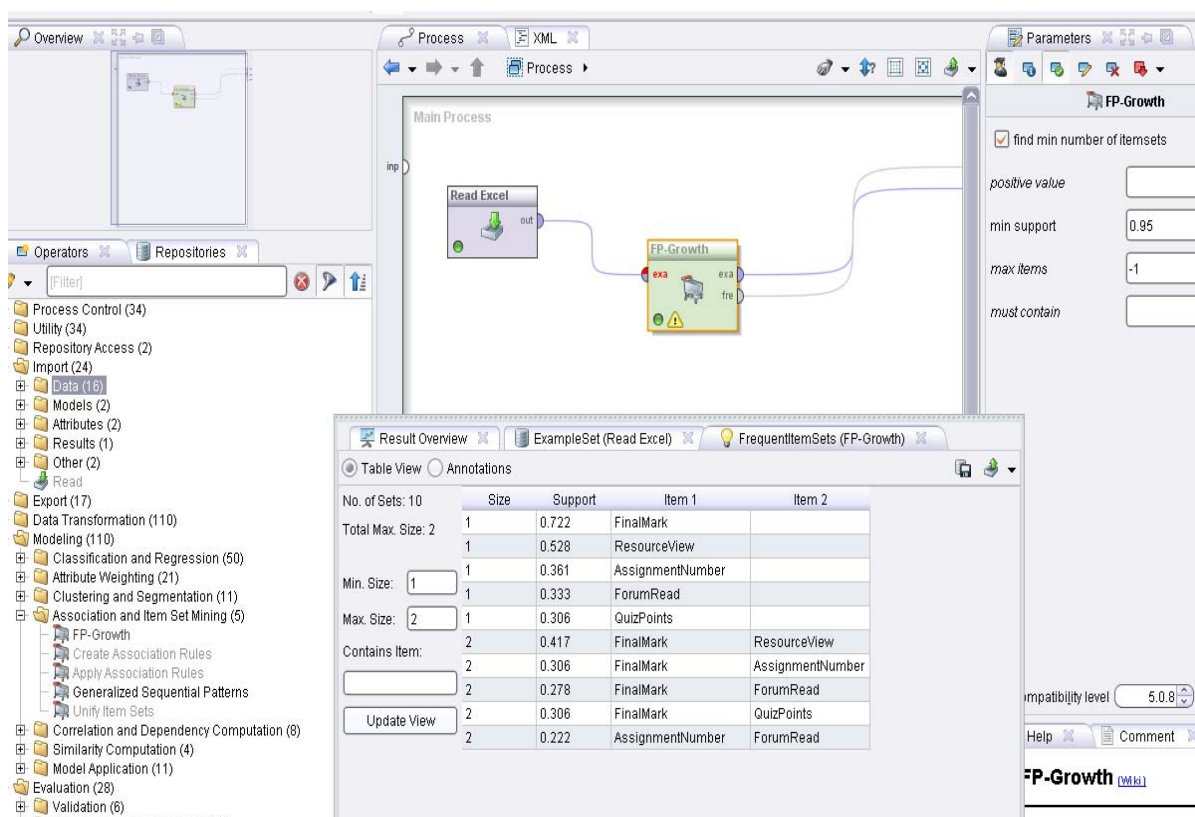 Overview
Process
XML
Parameters
Process
FP-Growth
Main Process
find min number of itemsets
inp
positive value
Read Excel
out
min support 0.95
FP-Growth
exa exa
fre
max items -1
must contain
Operators
Repositories
[Filter]
Process Control (34)
Utility (34)
Repository Access (2)
Import (24)
Data (16)
Models (2)
Attributes (2)
Results (1)
Other (2)
Read
Export (17)
Data Transformation (110)
Modeling (110)
Classification and Regression (50)
Attribute Weighting (21)
Clustering and Segmentation (11)
Association and Item Set Mining (5)
FP-Growth
Create Association Rules
Apply Association Rules
Generalized Sequential Patterns
Unify Item Sets
Correlation and Dependency Computation (8)
Similarity Computation (4)
Model Application (11)
Evaluation (28)
Validation (6)
Result Overview
ExampleSet (Read Excel)
FrequentItemSets (FP-Growth)
Table View
Annotations
No. of Sets: 10
Total Max. Size: 2
Min. Size: 1
Max. Size: 2
Contains Item:
Update View
Size Support Item 1 Item 2
1 0.722 FinalMark
1 0.528 ResourceView
1 0.361 AssignmentNumber
1 0.333 ForumRead
1 0.306 QuizPoints
2 0.417 FinalMark ResourceView
2 0.306 FinalMark AssignmentNumber
2 0.278 FinalMark ForumRead
2 0.306 FinalMark QuizPoints
2 0.222 AssignmentNumber ForumRead
ompatibility level 5.0.8
Help
Comment
FP-Growth (Wiki)